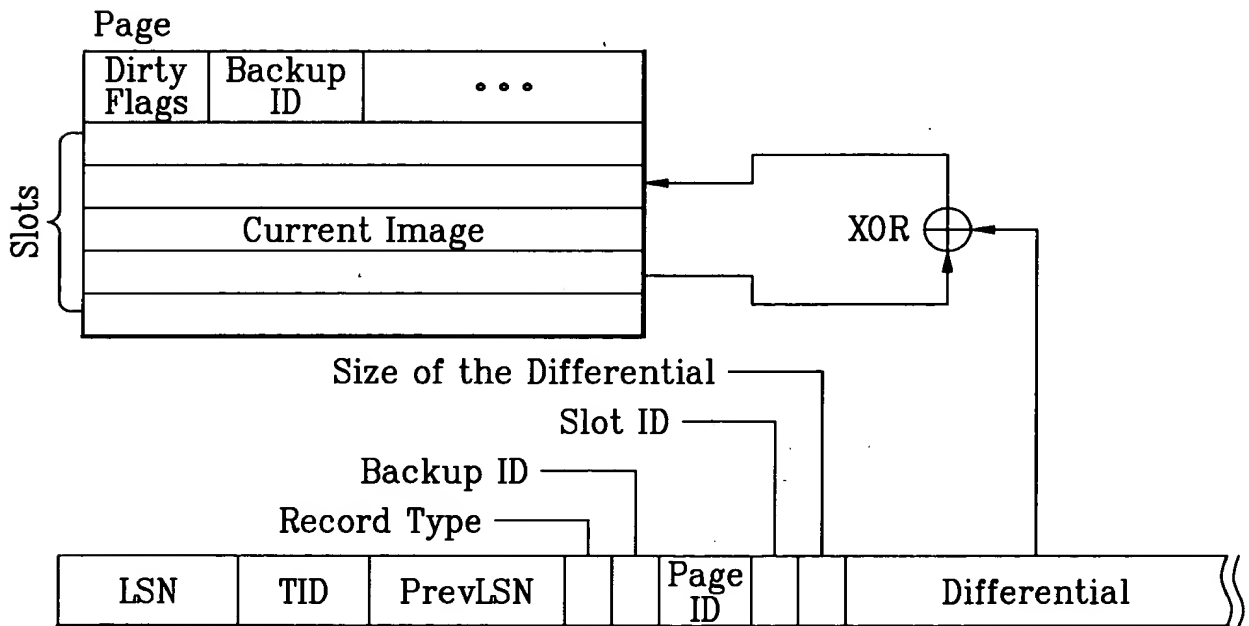 Page
Dirty Flags
Backup ID
Slots
Current Image
XOR
Size of the Differential
Slot ID
Backup ID
Record Type
LSN
TID
PrevLSN
Page ID
Differential